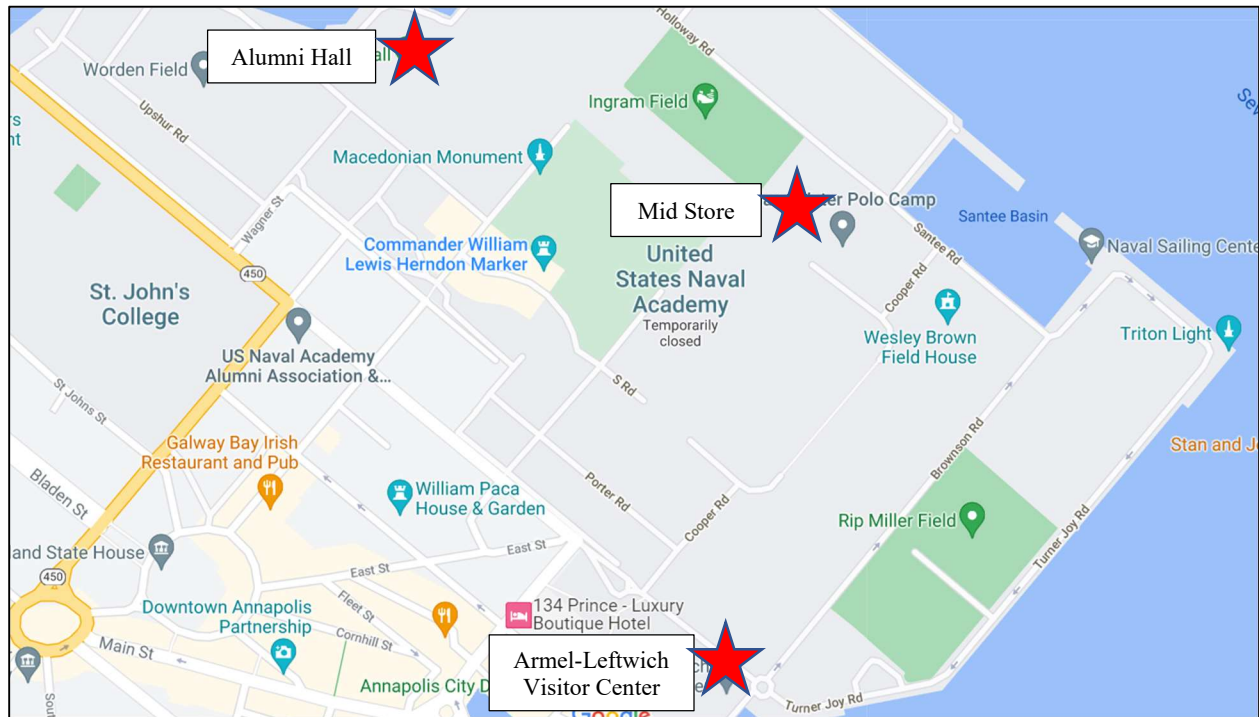 Alumni Hall
all
Holloway Rd
Worden Field
Upshur Rd
Ingram Field
Macedonian Monument
Mid Store
Polo Camp
Santee Basin
Naval Sailing Cente
Wagner St
Commander William
Lewis Herndon Marker
United
States Naval
Academy
Temporarily
closed
Santee Rd
Cooper Rd
450
St. John's
College
Wesley Brown
Field House
Triton Light
US Naval Academy
Alumni Association &...
S Rd
St Johns St
Galway Bay Irish
Restaurant and Pub
Brownson Rd
Stan and Jo
Bladen St
William Paca
House & Garden
Porter Rd
Cooper Rd
Rip Miller Field
Turner Joy Rd
and State House
East St
East St
450
Fleet St
Downtown Annapolis
Partnership
Cornhill St
134 Prince - Luxury
Boutique Hotel
Main St
Armel-Leftwich
Visitor Center
Annapolis City D
Turner Joy Rd
Google